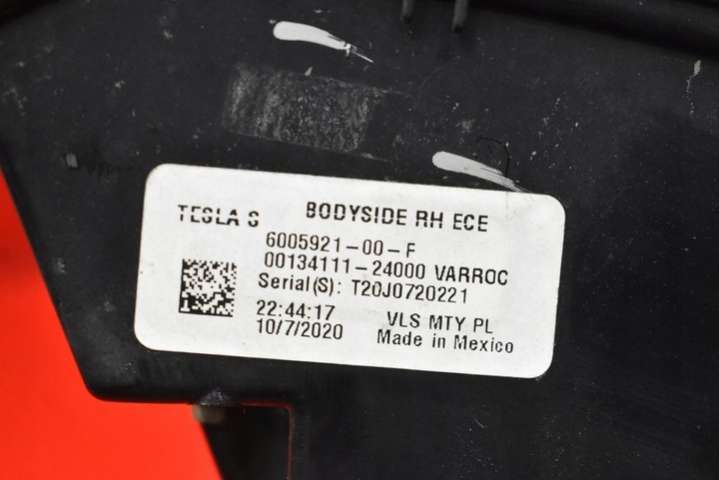 TESLA S BODYSIDE RH ECE
6005921-00-F
00134111-24000 VARROC
Serial(S): T20J0720221
22:44:17 VLS MTY PL
10/7/2020 Made in Mexico